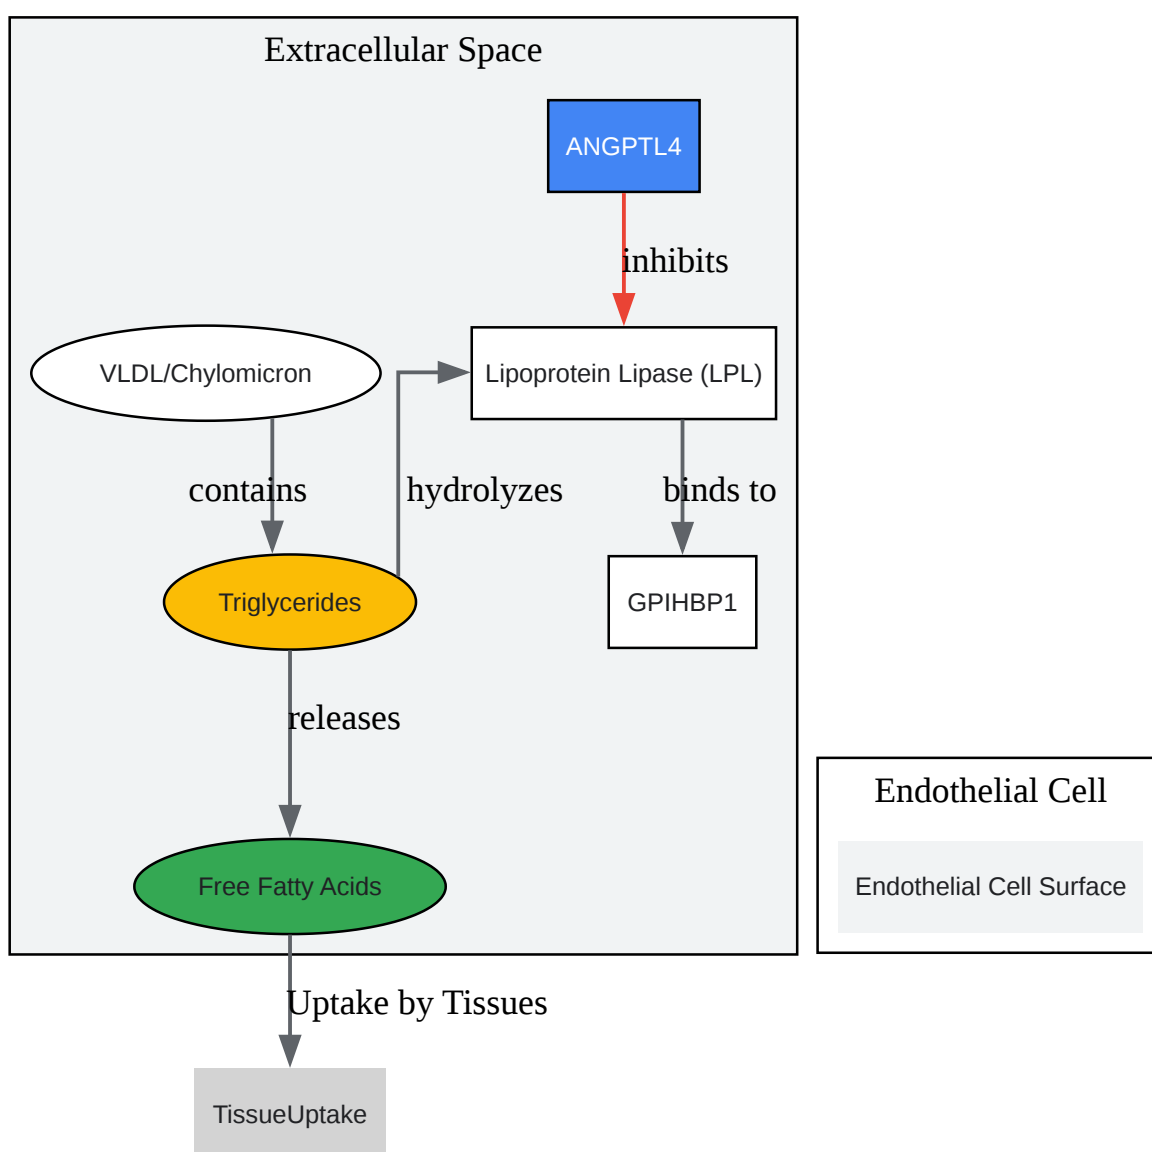 Extracellular Space
ANGPTL4
inhibits
VLDL/Chylomicron
Lipoprotein Lipase (LPL)
contains
hydrolyzes
binds to
Triglycerides
GPIHBP1
releases
Endothelial Cell
Free Fatty Acids
Endothelial Cell Surface
Uptake by Tissues
TissueUptake